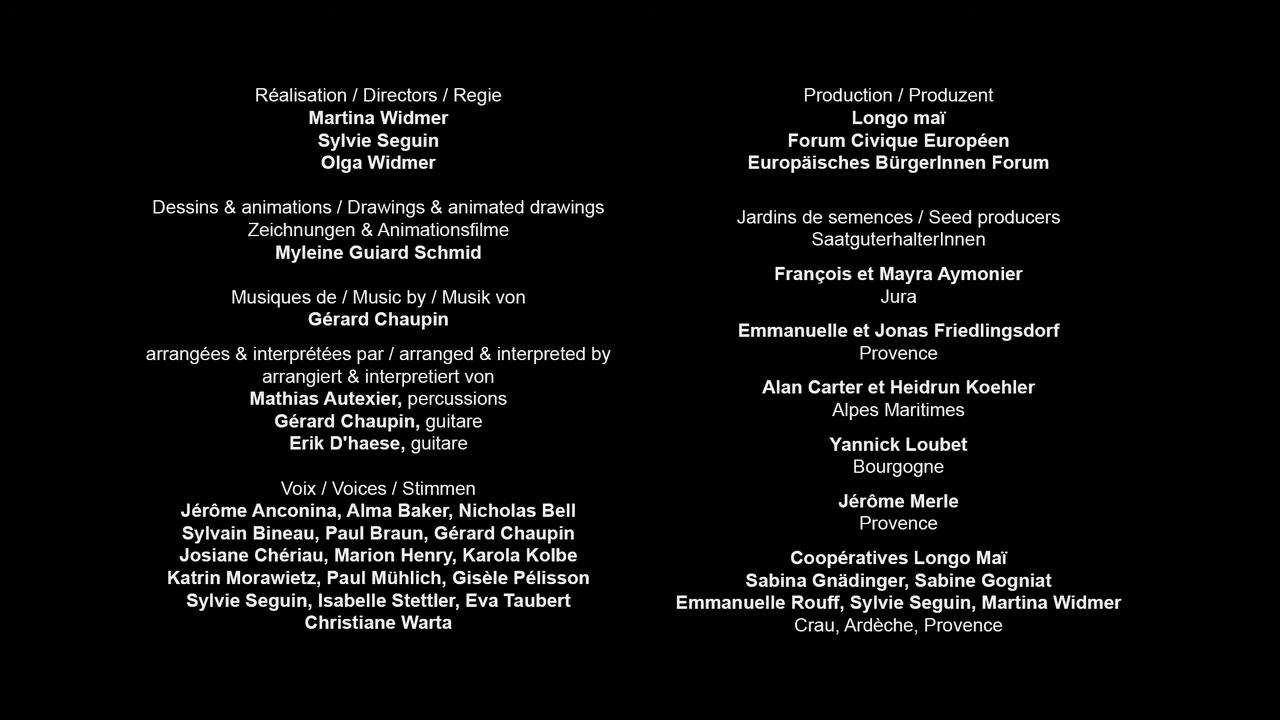 Réalisation / Directors / Regie
Martina Widmer
Sylvie Seguin
Olga Widmer
Dessins & animations / Drawings & animated drawings
Zeichnungen & Animationsfilme
Myleine Guiard Schmid
Musiques de / Music by / Musik von
Gérard Chaupin
arrangées & interprétées par / arranged & interpreted by
arrangiert & interpretiert von
Mathias Autexier, percussions
Gérard Chaupin, guitare
Erik D'haese, guitare
Voix / Voices / Stimmen
Jérôme Anconina, Alma Baker, Nicholas Bell
Sylvain Bineau, Paul Braun, Gérard Chaupin
Josiane Chériau, Marion Henry, Karola Kolbe
Katrin Morawietz, Paul Mühlich, Gisèle Pélisson
Sylvie Seguin, Isabelle Stettler, Eva Taubert
Christiane Warta
Production / Produzent
Longo maï
Forum Civique Européen
Europäisches BürgerInnen Forum
Jardins de semences / Seed producers
SaatguterhalterInnen
François et Mayra Aymonier
Jura
Emmanuelle et Jonas Friedlingsdorf
Provence
Alan Carter et Heidrun Koehler
Alpes Maritimes
Yannick Loubet
Bourgogne
Jérôme Merle
Provence
Coopératives Longo Maï
Sabina Gnädinger, Sabine Gogniat
Emmanuelle Rouff, Sylvie Seguin, Martina Widmer
Crau, Ardèche, Provence